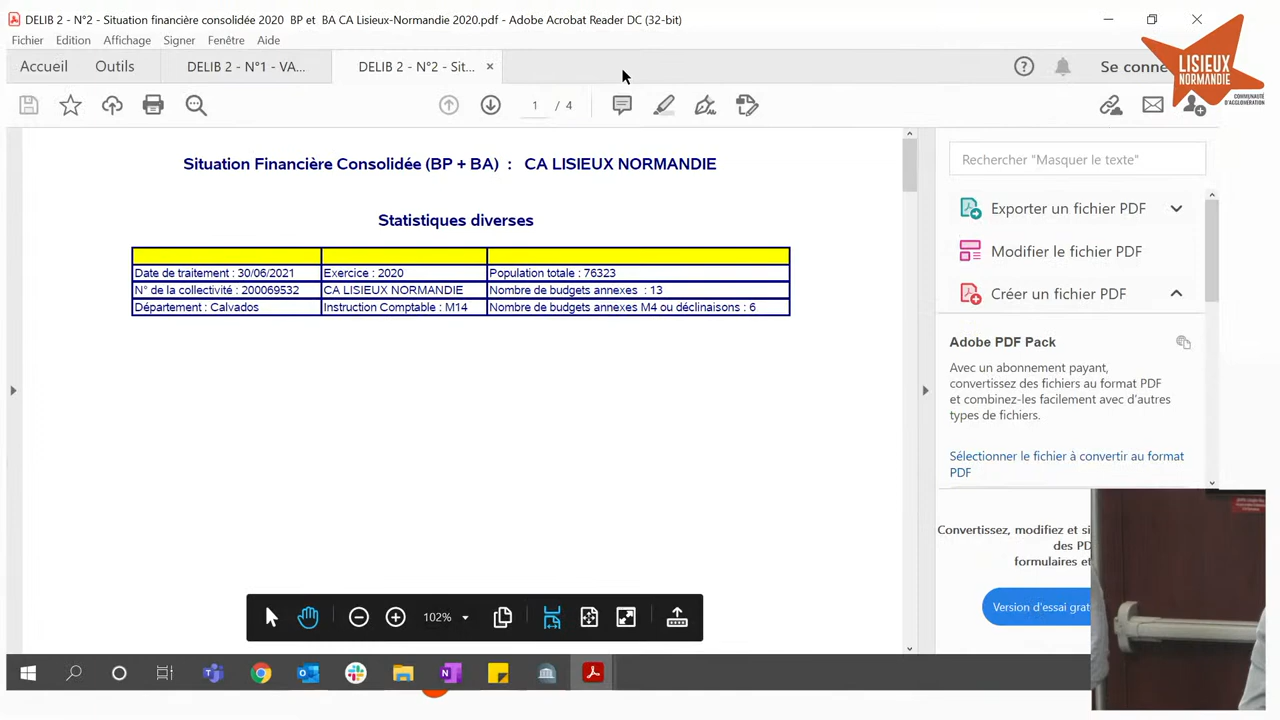 DELIB 2 - N°2 - Situation financière consolidée 2020 BP et BA CA Lisieux-Normandie 2020.pdf - Adobe Acrobat Reader DC (32-bit)
Fichier Edition Affichage Signer Fenêtre Aide
Accueil Outils DELIB 2 - N°1 - VA... DELIB 2 - N°2 - Sit... × Se conne
LISIEUX
NORMANDIE
COMMUNAUTÉ
D'AGGLOMÉRATION
1 / 4
Situation Financière Consolidée (BP + BA) : CA LISIEUX NORMANDIE
Statistiques diverses
Date de traitement : 30/06/2021 Exercice : 2020 Population totale : 76323
N° de la collectivité : 200069532 CA LISIEUX NORMANDIE Nombre de budgets annexes : 13
Département : Calvados Instruction Comptable : M14 Nombre de budgets annexes M4 ou déclinaisons : 6
Rechercher "Masquer le texte"
Exporter un fichier PDF
Modifier le fichier PDF
Créer un fichier PDF
Adobe PDF Pack
Avec un abonnement payant,
convertissez des fichiers au format PDF
et combinez-les facilement avec d'autres
types de fichiers.
Sélectionner le fichier à convertir au format
PDF
Convertissez, modifiez et si
des PD
formulaires et
Version d'essai grat
102%